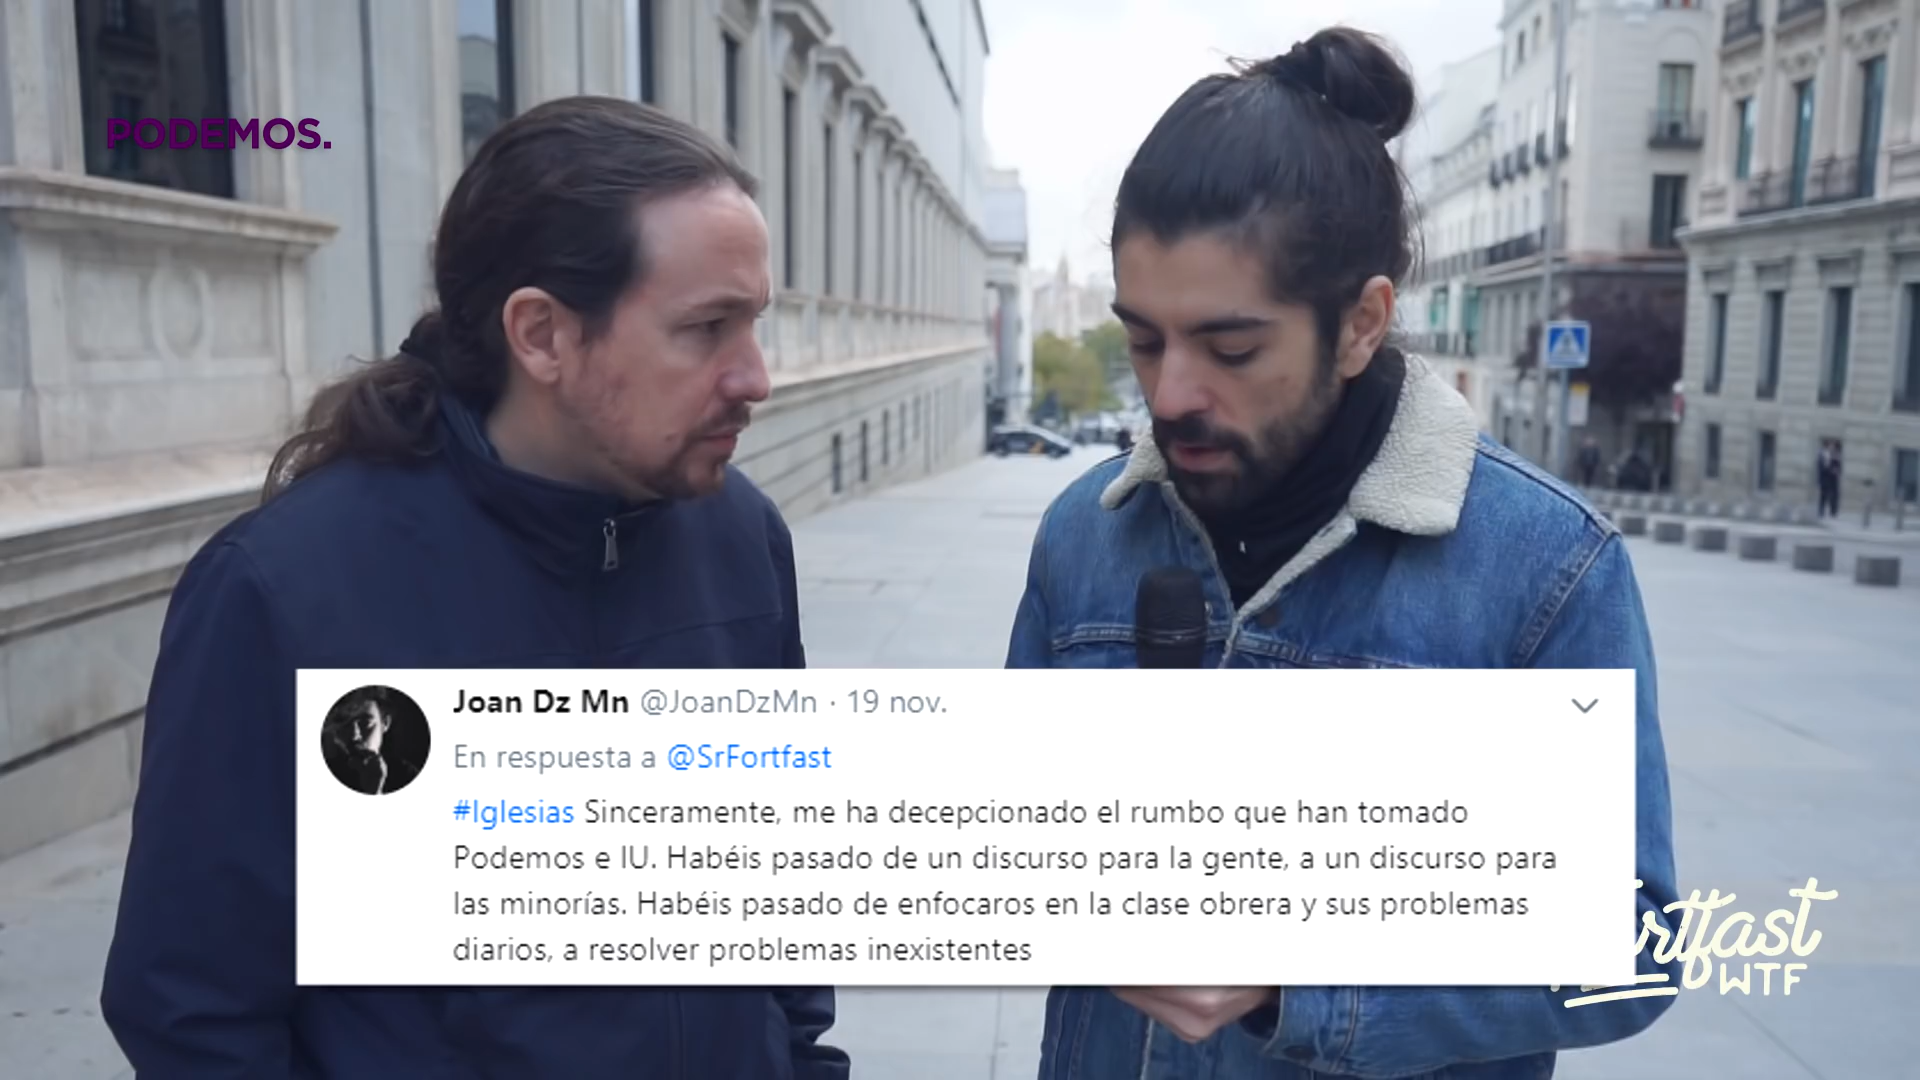 PODEMOS.
Joan Dz Mn @JoanDzMn · 19 nov.
En respuesta a @SrFortfast
#Iglesias Sinceramente, me ha decepcionado el rumbo que han tomado
Podemos e IU. Habéis pasado de un discurso para la gente, a un discurso para
las minorías. Habéis pasado de enfocaros en la clase obrera y sus problemas
diarios, a resolver problemas inexistentes
WTF